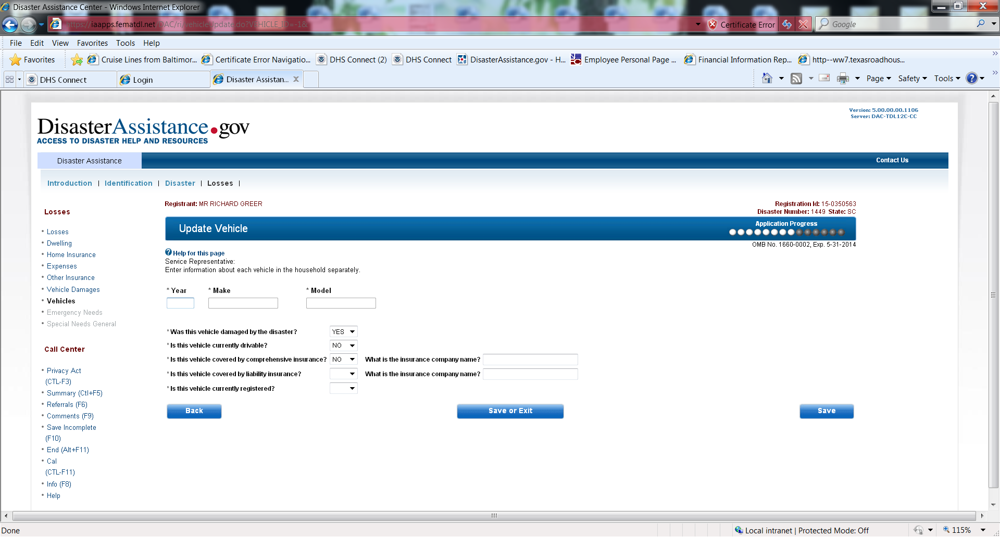 Disaster Assistance Center - Windows Internet Explorer
https://iaapps.fematdl.net/DAC/ri/vehicleUpdate.do?VEHICLE_ID=-1&
Certificate Error
Google
File Edit View Favorites Tools Help
Favorites Cruise Lines from Baltimor... Certificate Error Navigatio... DHS Connect (2) DHS Connect DisasterAssistance.gov - H... Employee Personal Page ... Financial Information Rep... http--ww7.texasroadhous...
DHS Connect Login Disaster Assistan... Page Safety Tools
Version: 5.00.00.00.1106
Server: DAC-TDL12C-CC
DisasterAssistance.gov
ACCESS TO DISASTER HELP AND RESOURCES
Disaster Assistance Contact Us
Introduction | Identification | Disaster | Losses |
Registrant: MR RICHARD GREER
Registration Id: 15-0350563
Disaster Number: 1449 State: SC
Update Vehicle
Application Progress
OMB No. 1660-0002, Exp. 5-31-2014
Losses
Losses
Dwelling
Home Insurance
Expenses
Other Insurance
Vehicle Damages
Vehicles
Emergency Needs
Special Needs General
Call Center
Privacy Act
(CTL-F3)
Summary (Ctl+F5)
Referrals (F6)
Comments (F9)
Save Incomplete
(F10)
End (Alt+F11)
Cal
(CTL-F11)
Info (F8)
Help
Help for this page
Service Representative:
Enter information about each vehicle in the household separately.
* Year * Make * Model
* Was this vehicle damaged by the disaster? YES
* Is this vehicle currently drivable? NO
* Is this vehicle covered by comprehensive insurance? NO What is the insurance company name?
* Is this vehicle covered by liability insurance? What is the insurance company name?
* Is this vehicle currently registered?
Back Save or Exit Save
Done
Local intranet | Protected Mode: Off
115%